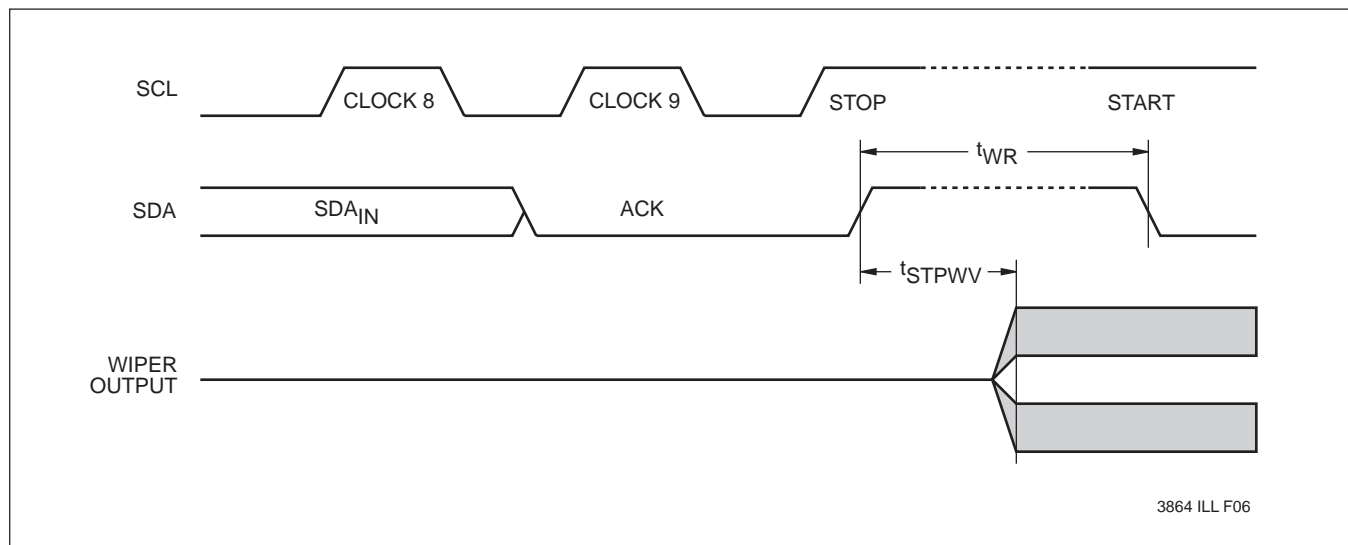 SCL
CLOCK 8
CLOCK 9
STOP
START
tWR
SDA
SDAIN
ACK
tSTPWV
WIPER
OUTPUT
3864 ILL F06